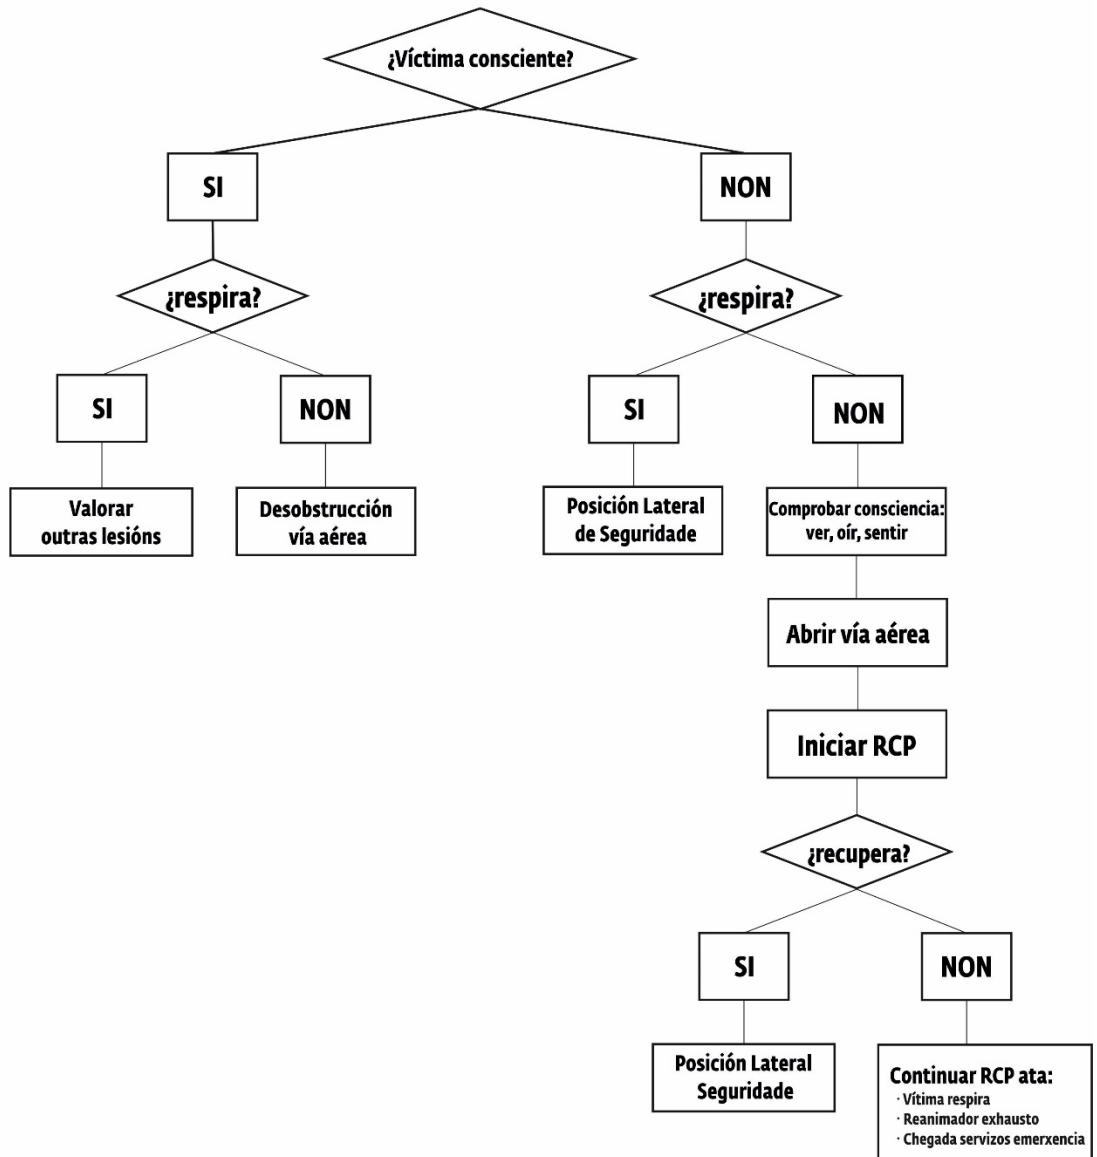 ¿Víctima consciente?
SI
NON
¿respira?
¿respira?
SI
NON
SI
NON
Valorar
outras lesións
Desobstrucción
vía aérea
Posición Lateral
de Seguridade
Comprobar consciencia:
ver, oír, sentir
Abrir vía aérea
Iniciar RCP
¿recupera?
SI
NON
Posición Lateral
Seguridade
Continuar RCP ata:
· Vítima respira
· Reanimador exhausto
· Chegada servizos emerxencia